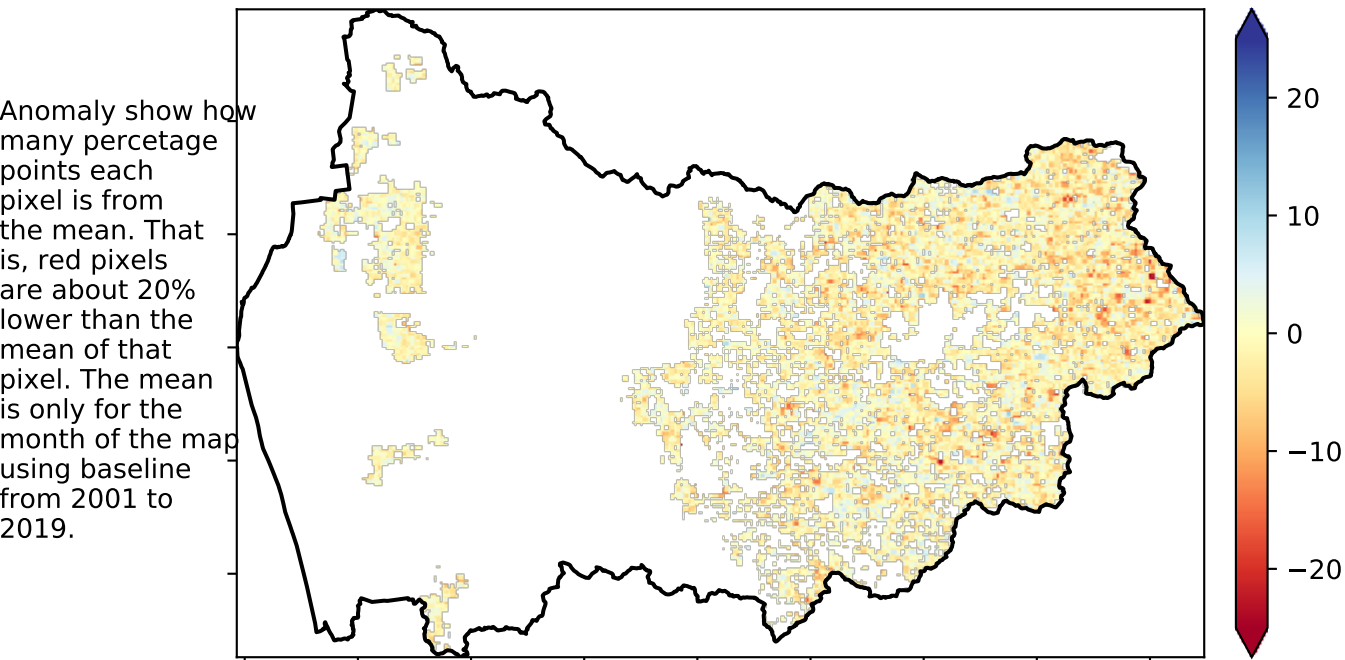 Anomaly show how
many percetage
points each
pixel is from
the mean. That
is, red pixels
are about 20%
lower than the
mean of that
pixel. The mean
is only for the
month of the map
using baseline
from 2001 to
2019.
20
10
0
−10
−20